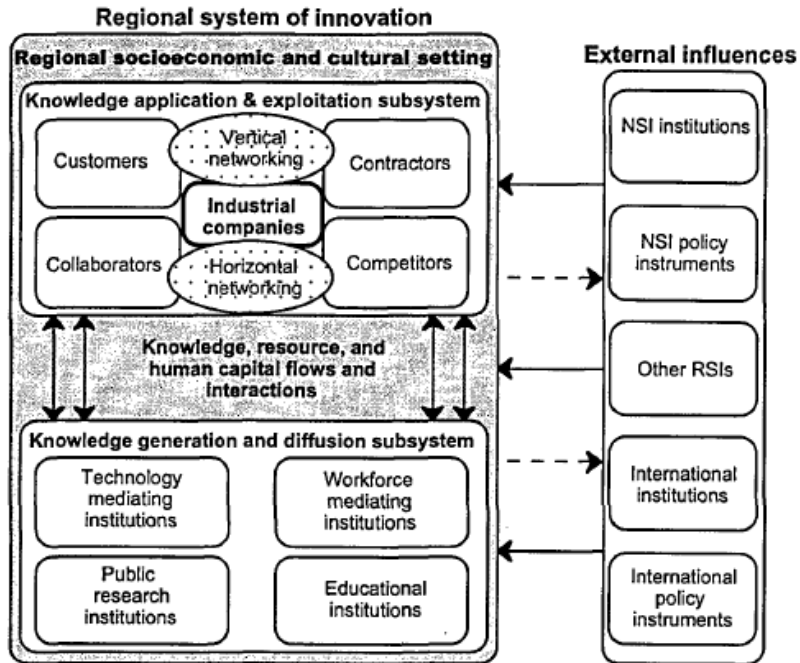 Regional system of innovation
Regional socioeconomic and cultural setting
Knowledge application & exploitation subsystem
Customers
Vertical
networking
Contractors
Industrial
companies
Collaborators
Horizontal
networking
Competitors
Knowledge, resource, and
human capital flows and
interactions
Knowledge generation and diffusion subsystem
Technology
mediating
institutions
Workforce
mediating
institutions
Public
research
institutions
Educational
institutions
External influences
NSI institutions
NSI policy
instruments
Other RSIs
International
institutions
International
policy
instruments